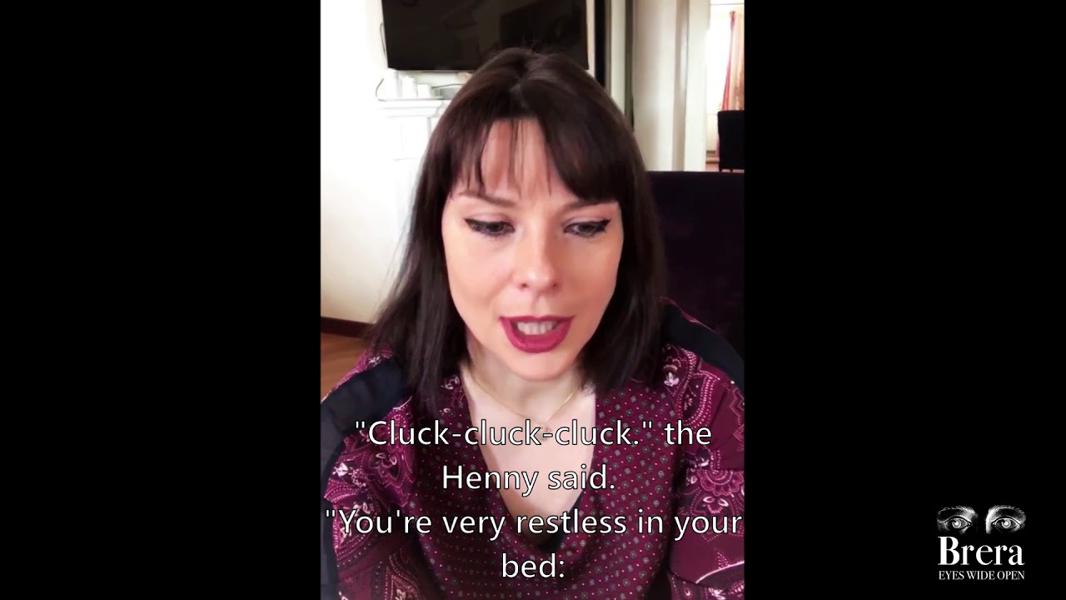 "Cluck-cluck-cluck." the
Henny said.
"You're very restless in your
bed:
Brera
EYES WIDE OPEN